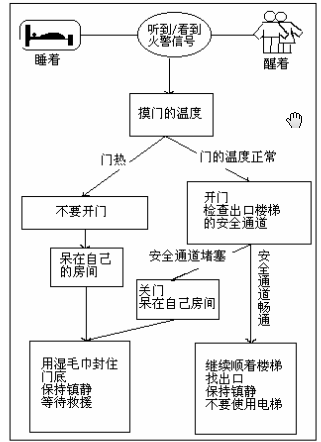 听到/看到
火警信号
睡着
醒着
摸门的温度
门热
门的温度正常
不要开门
开门
检查出口楼梯
的安全通道
呆在自己
的房间
安全通道堵塞
安全通道畅通
关门
呆在自己房间
用湿毛巾封住
门底
保持镇静
等待救援
继续顺着楼梯
找出口
保持镇静
不要使用电梯